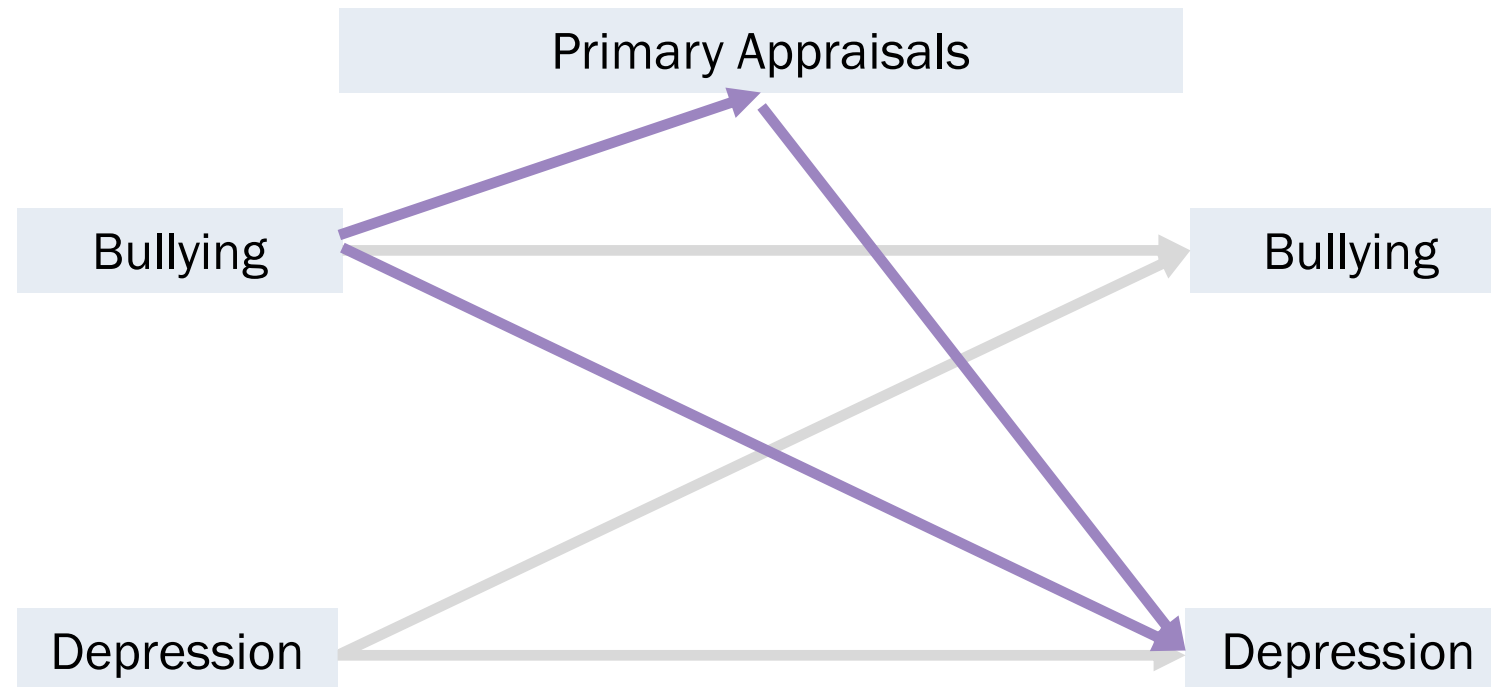 Primary Appraisals
Bullying
Bullying
Depression
Depression